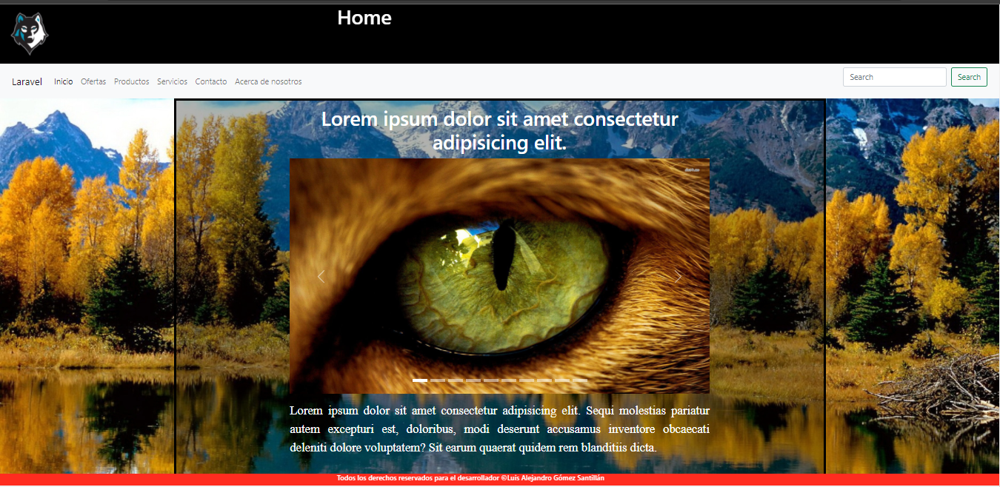 Home
Laravel Inicio Ofertas Productos Servicios Contacto Acerca de nosotros Search Search
Lorem ipsum dolor sit amet consectetur
adipisicing elit.
Lorem ipsum dolor sit amet consectetur adipisicing elit. Sequi molestias pariatur
autem excepturi est, doloribus, modi deserunt accusamus inventore obcaecati
deleniti dolore voluptatem? Sit earum quaerat quidem rem blanditiis dicta.
Todos los derechos reservados para el desarrollador ©Luis Alejandro Gómez Santillán